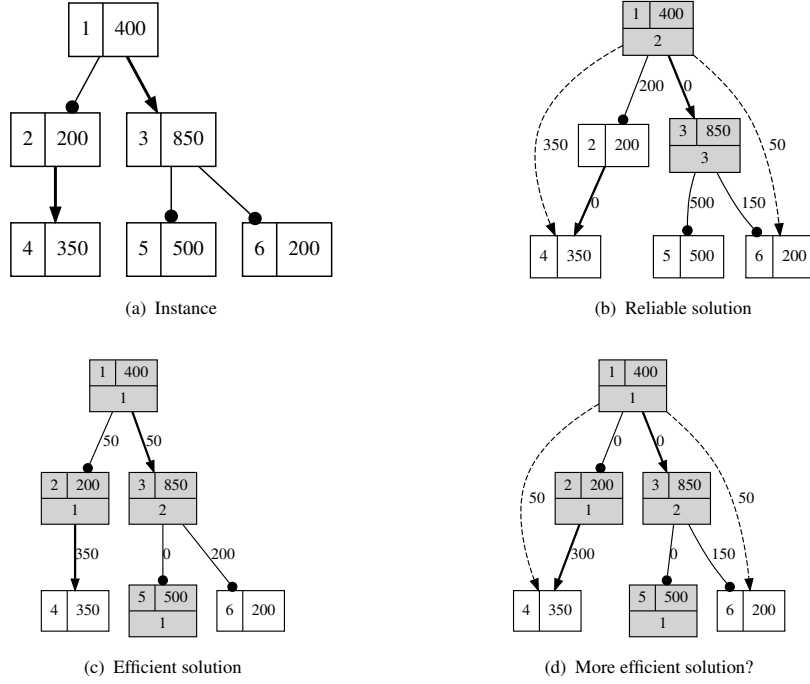 1 400
2 200 3 850
4 350 5 500 6 200
(a) Instance
1 400
2
200 0
350 50
2 200 3 850
3
0 500 150
4 350 5 500 6 200
(b) Reliable solution
1 400
1
50 50
2 200 3 850
1 2
350 0 200
4 350 5 500 6 200
1
(c) Efficient solution
1 400
1
0 0
2 200 3 850
50 50
1 2
300 0 150
4 350 5 500 6 200
1
(d) More efficient solution?